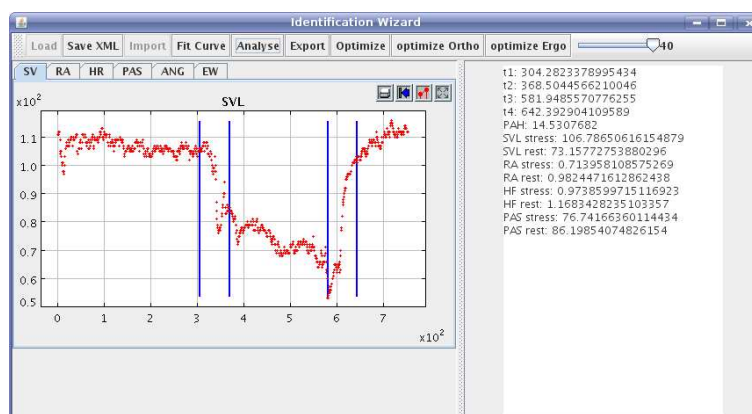 Identification Wizard
Load Save XML Import Fit Curve Analyse Export Optimize optimize Ortho optimize Ergo 40
SV RA HR PAS ANG EW
SVL
x10²
1.1
1.0
0.9
0.8
0.7
0.6
0.5
0 1 2 3 4 5 6 7
x10²
t1: 304.2823378995434
t2: 368.5044566210046
t3: 581.9485570776255
t4: 642.392904109589
PAH: 14.5307682
SVL stress: 106.78650616154879
SVL rest: 73.15772753880296
RA stress: 0.713958108575269
RA rest: 0.9824471612862438
HF stress: 0.9738599715116923
HF rest: 1.1683428235103357
PAS stress: 76.74166360114434
PAS rest: 86.19854074826154